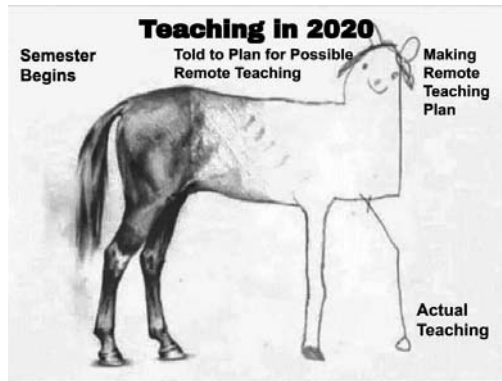 Teaching in 2020
Semester
Begins
Told to Plan for Possible
Remote Teaching
Making
Remote
Teaching
Plan
Actual
Teaching